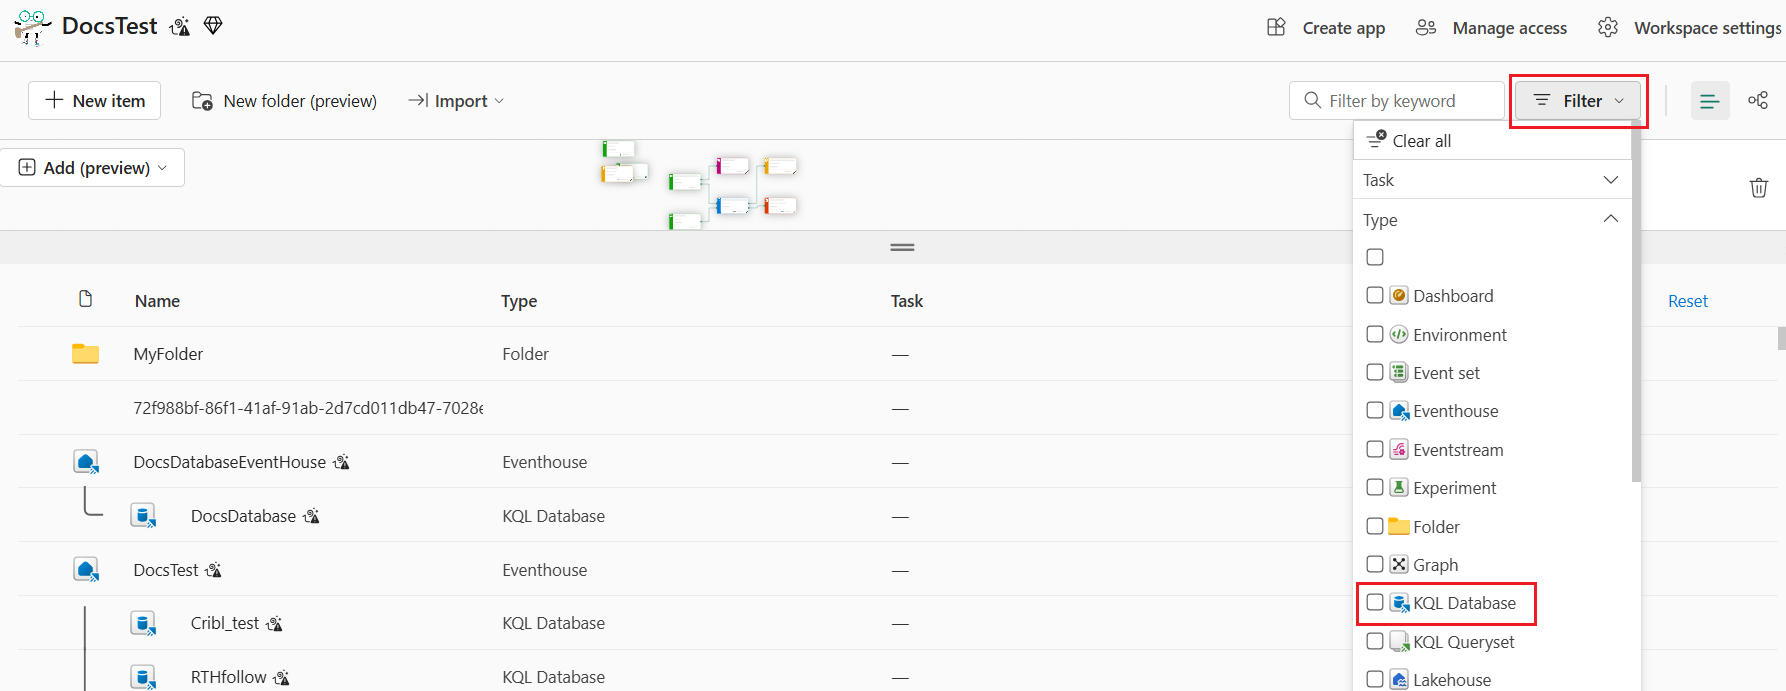 DocsTest
Create app
Manage access
Workspace settings
New item
New folder (preview)
Import
Filter by keyword
Filter
Clear all
Add (preview)
Task
Type
Name
Type
Task
Reset
Dashboard
MyFolder
Folder
—
Environment
Event set
72f988bf-86f1-41af-91ab-2d7cd011db47-7028
—
Eventhouse
DocsDatabaseEventHouse
Eventhouse
—
Eventstream
Experiment
DocsDatabase
KQL Database
—
Folder
DocsTest
Eventhouse
—
Graph
KQL Database
Cribl_test
KQL Database
—
KQL Queryset
RTHfollow
KQL Database
—
Lakehouse